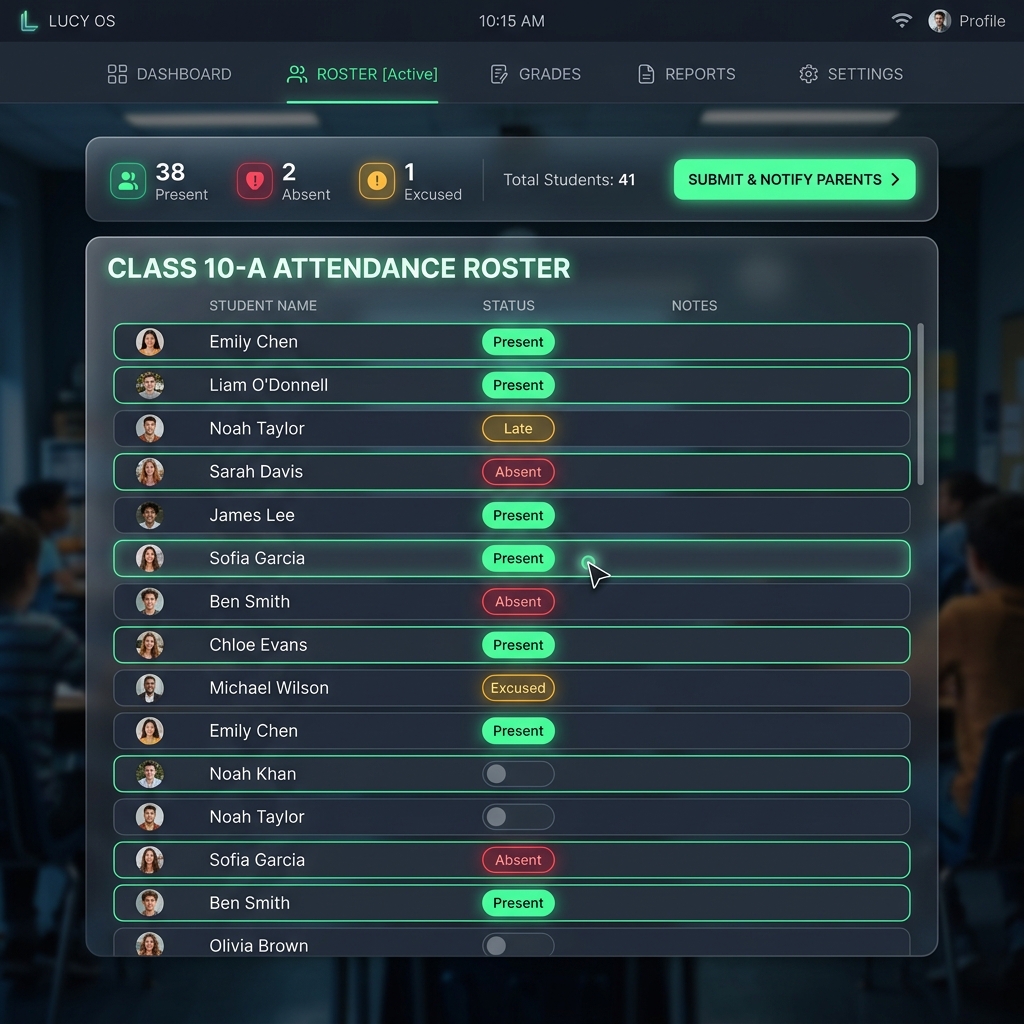 LUCY OS
10:15 AM
Profile
DASHBOARD
ROSTER [Active]
GRADES
REPORTS
SETTINGS
38
Present
2
Absent
1
Excused
Total Students: 41
SUBMIT & NOTIFY PARENTS
CLASS 10-A ATTENDANCE ROSTER
STUDENT NAME STATUS NOTES
Emily Chen Present
Liam O'Donnell Present
Noah Taylor Late
Sarah Davis Absent
James Lee Present
Sofia Garcia Present
Ben Smith Absent
Chloe Evans Present
Michael Wilson Excused
Emily Chen Present
Noah Khan
Noah Taylor
Sofia Garcia Absent
Ben Smith Present
Olivia Brown